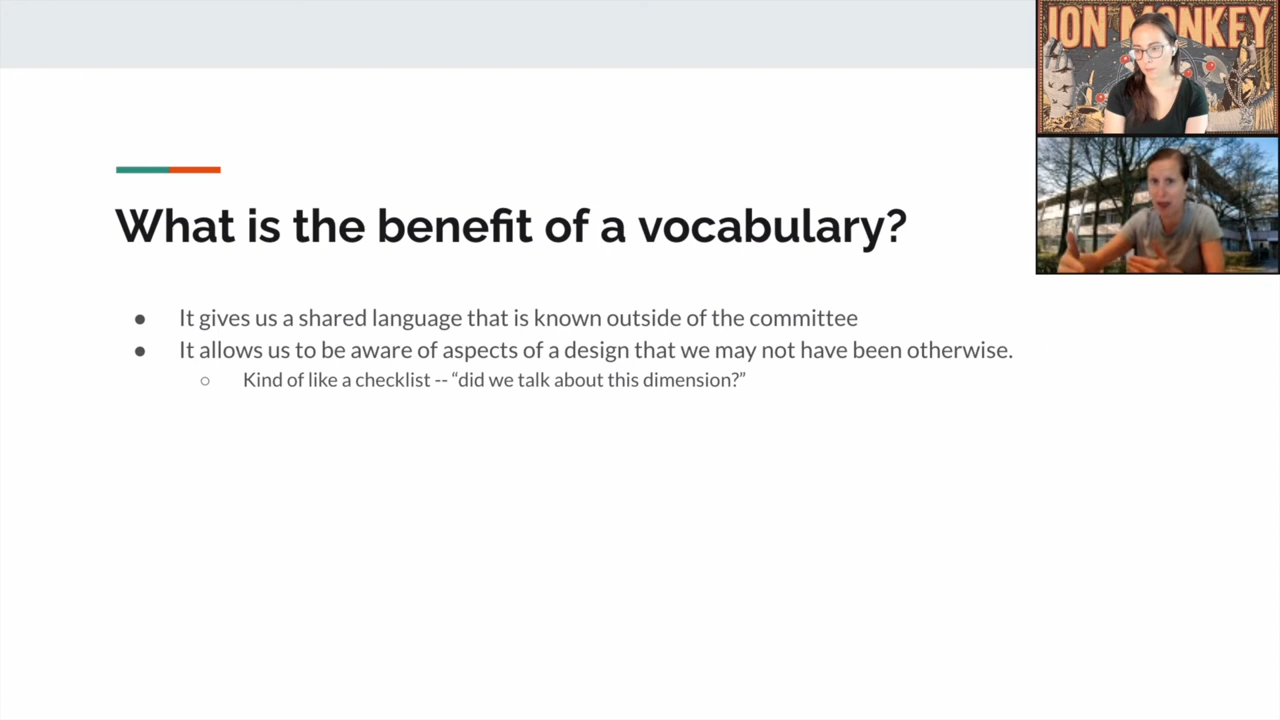 ION MONKEY
What is the benefit of a vocabulary?
● It gives us a shared language that is known outside of the committee
● It allows us to be aware of aspects of a design that we may not have been otherwise.
○ Kind of like a checklist -- “did we talk about this dimension?”